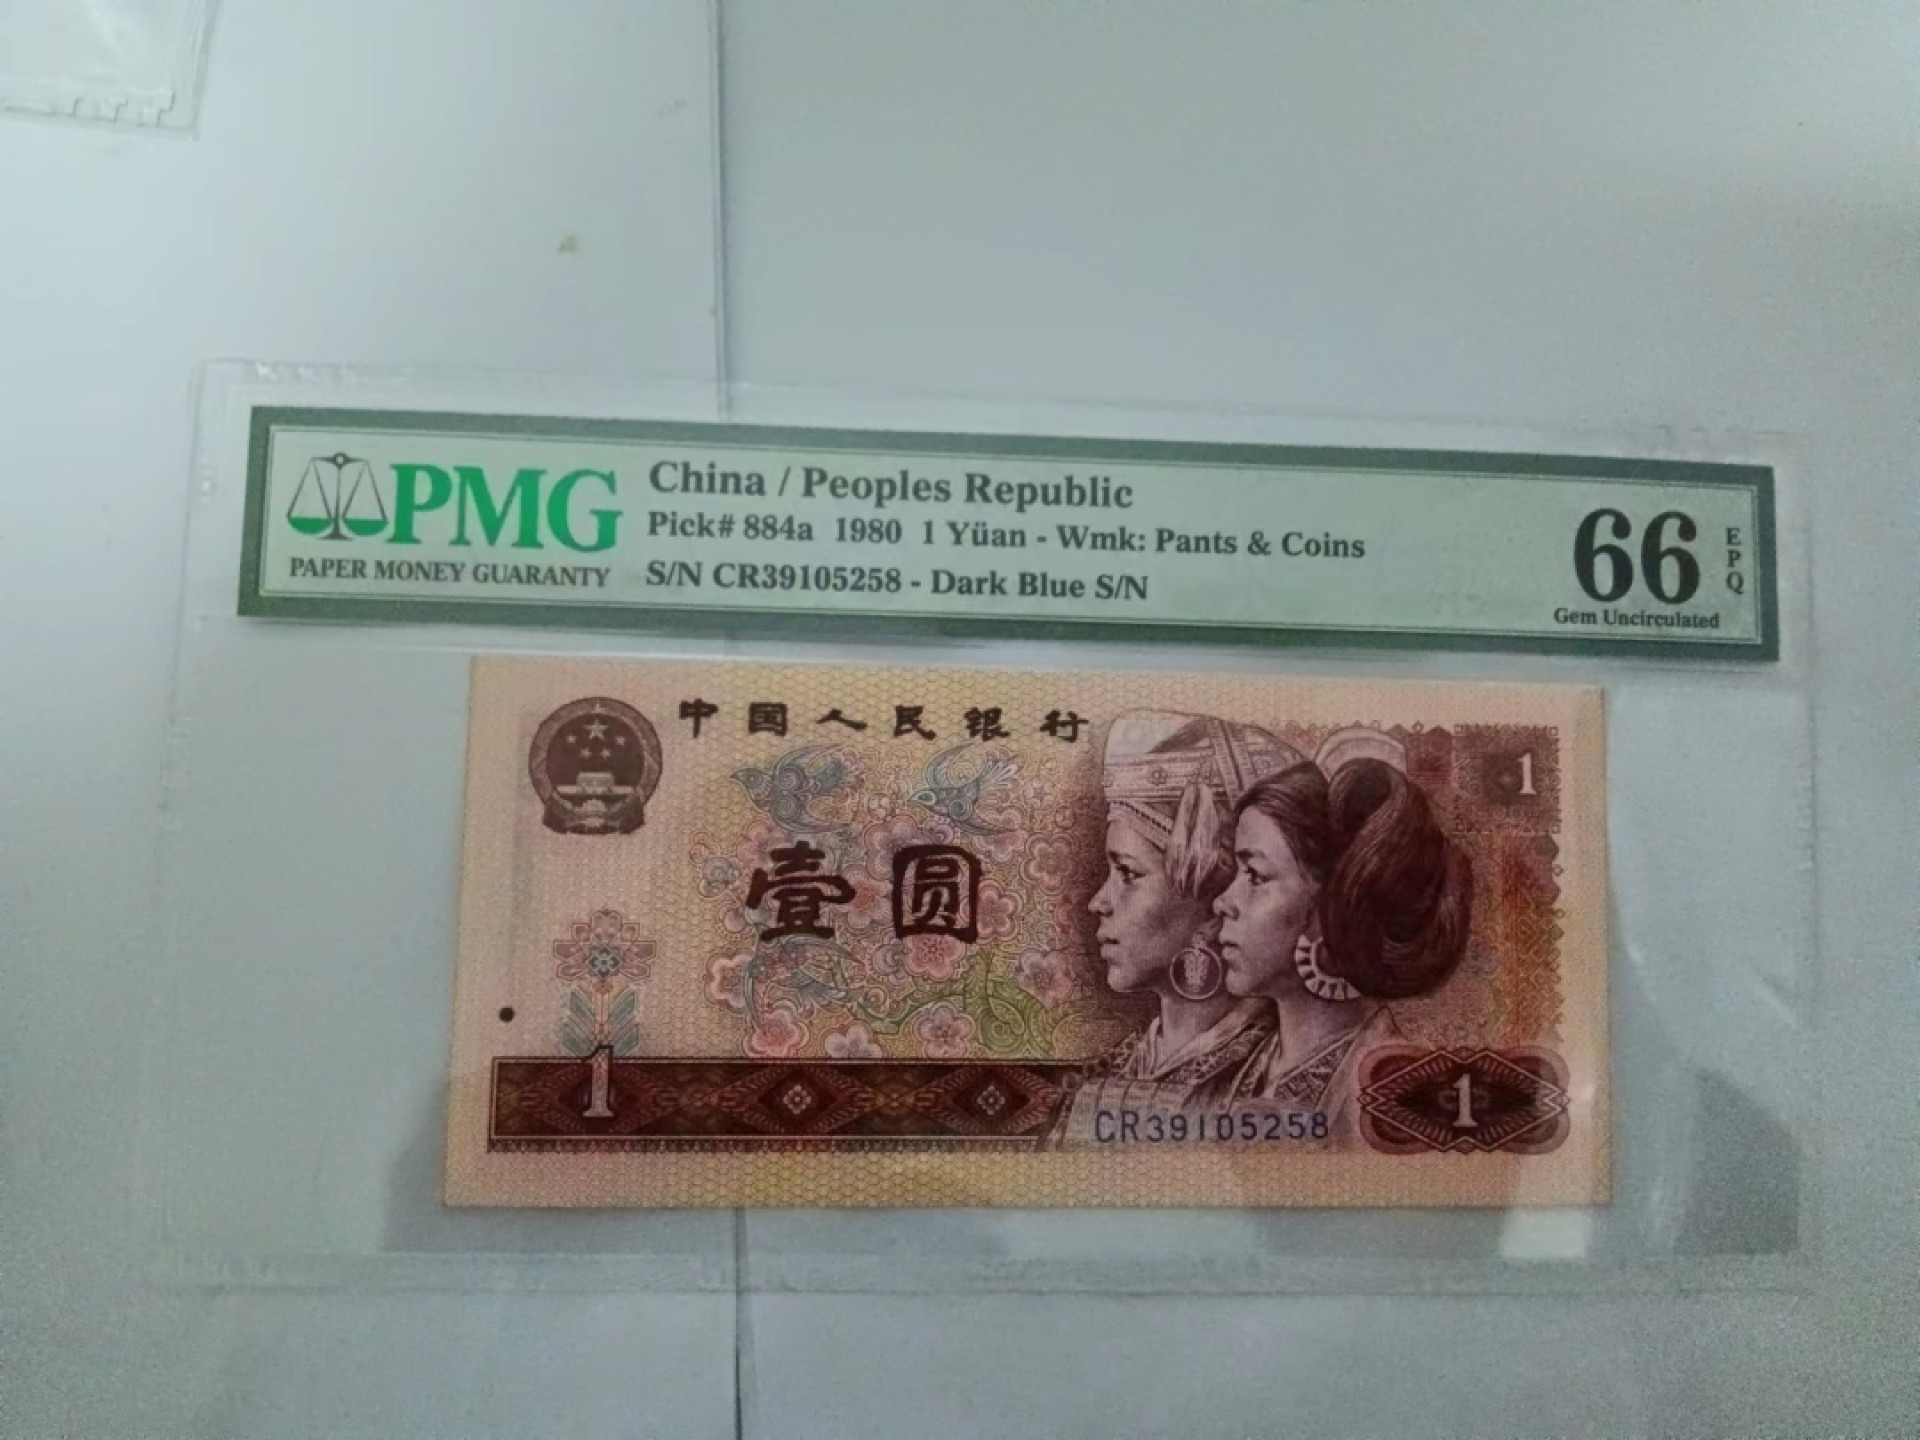 PMG
PAPER MONEY GUARANTY
China / Peoples Republic
Pick# 884a 1980 1 Yüan - Wmk: Pants & Coins
S/N CR39105258 - Dark Blue S/N
66
EPQ
Gem Uncirculated
中国人民银行
1
壹圆
1
CR39105258
1